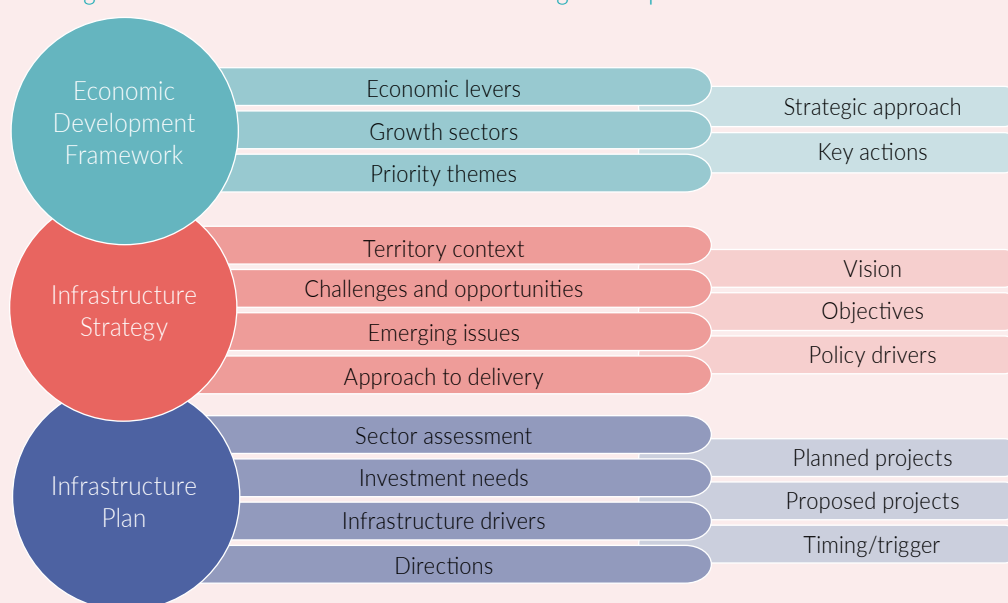 Economic
Development
Framework
Economic levers
Growth sectors
Priority themes
Strategic approach
Key actions
Infrastructure
Strategy
Territory context
Challenges and opportunities
Emerging issues
Approach to delivery
Vision
Objectives
Policy drivers
Infrastructure
Plan
Sector assessment
Investment needs
Infrastructure drivers
Directions
Planned projects
Proposed projects
Timing/trigger